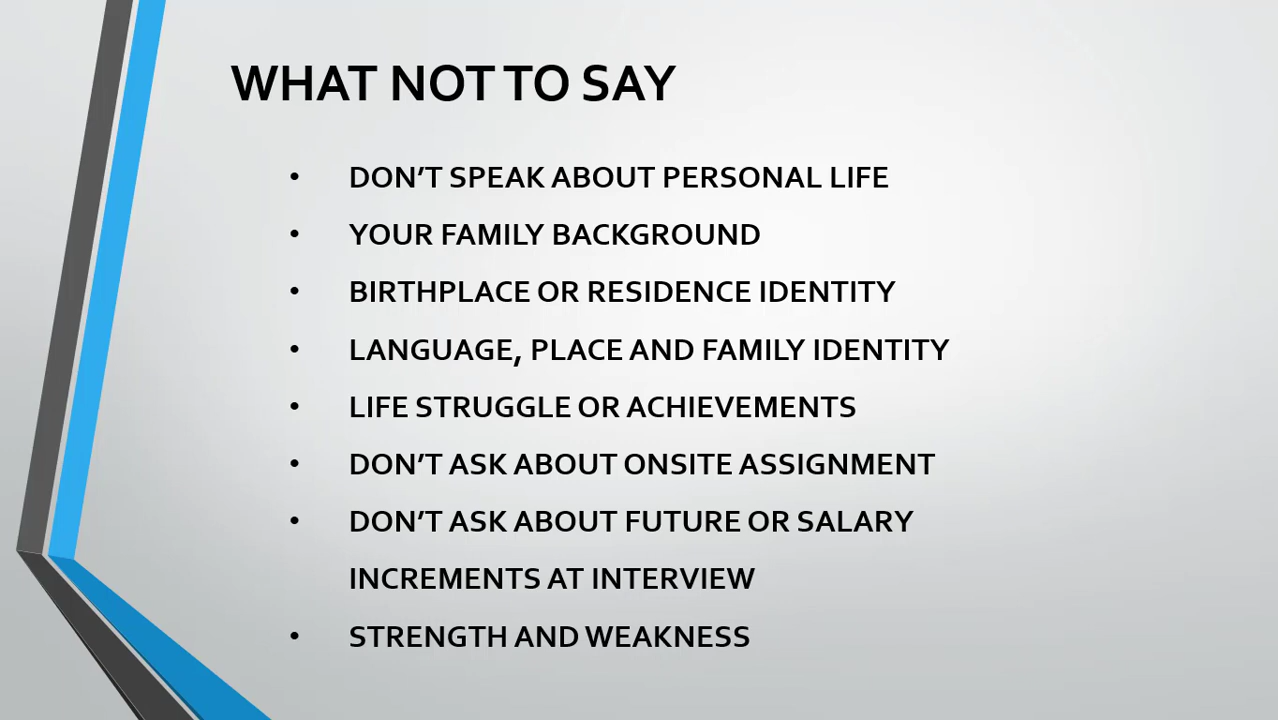 WHAT NOT TO SAY
• DON'T SPEAK ABOUT PERSONAL LIFE
• YOUR FAMILY BACKGROUND
• BIRTHPLACE OR RESIDENCE IDENTITY
• LANGUAGE, PLACE AND FAMILY IDENTITY
• LIFE STRUGGLE OR ACHIEVEMENTS
• DON'T ASK ABOUT ONSITE ASSIGNMENT
• DON'T ASK ABOUT FUTURE OR SALARY
INCREMENTS AT INTERVIEW
• STRENGTH AND WEAKNESS